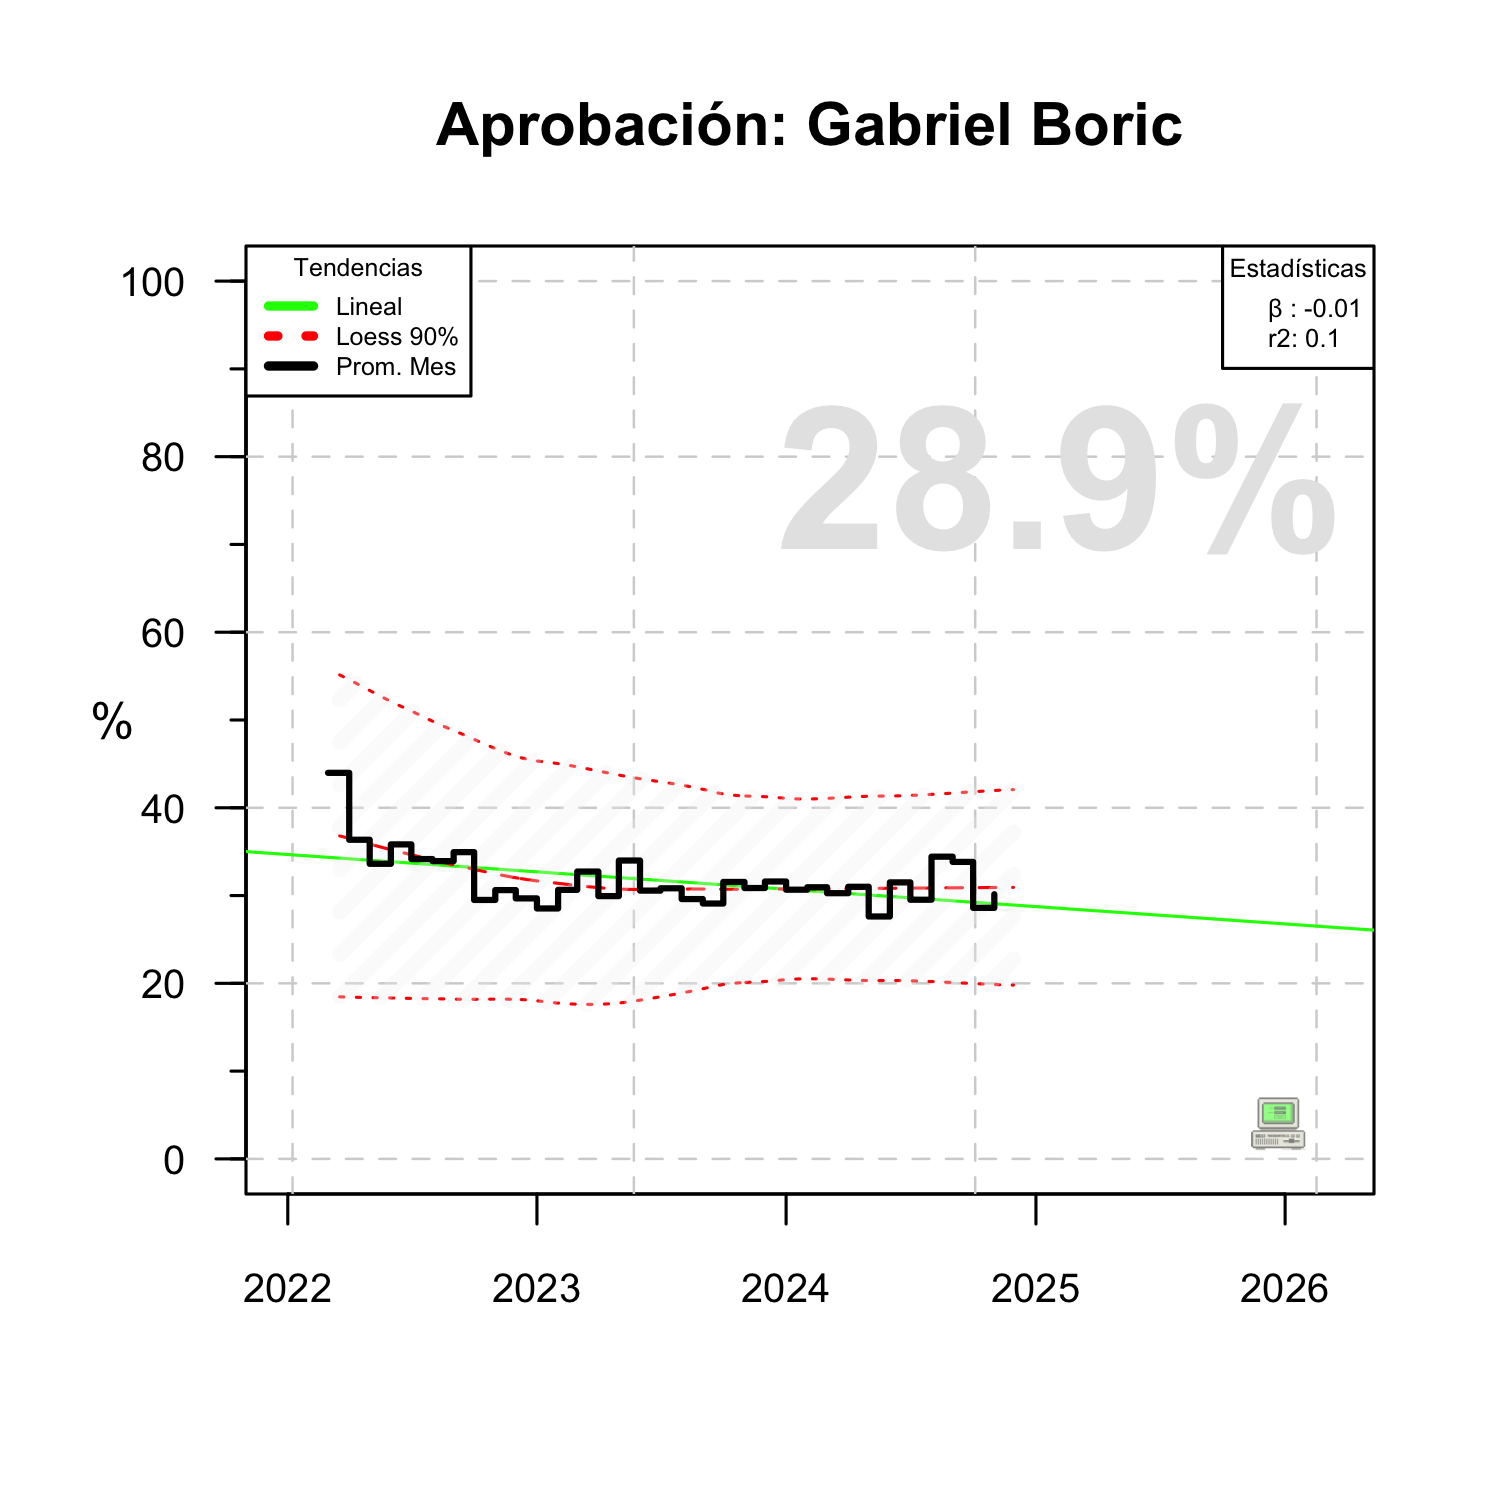 Aprobación: Gabriel Boric
Tendencias
Lineal
Loess 90%
Prom. Mes
Estadísticas
β : -0.01
r2: 0.1
28.9%
%
100
80
60
40
20
0
2022 2023 2024 2025 2026